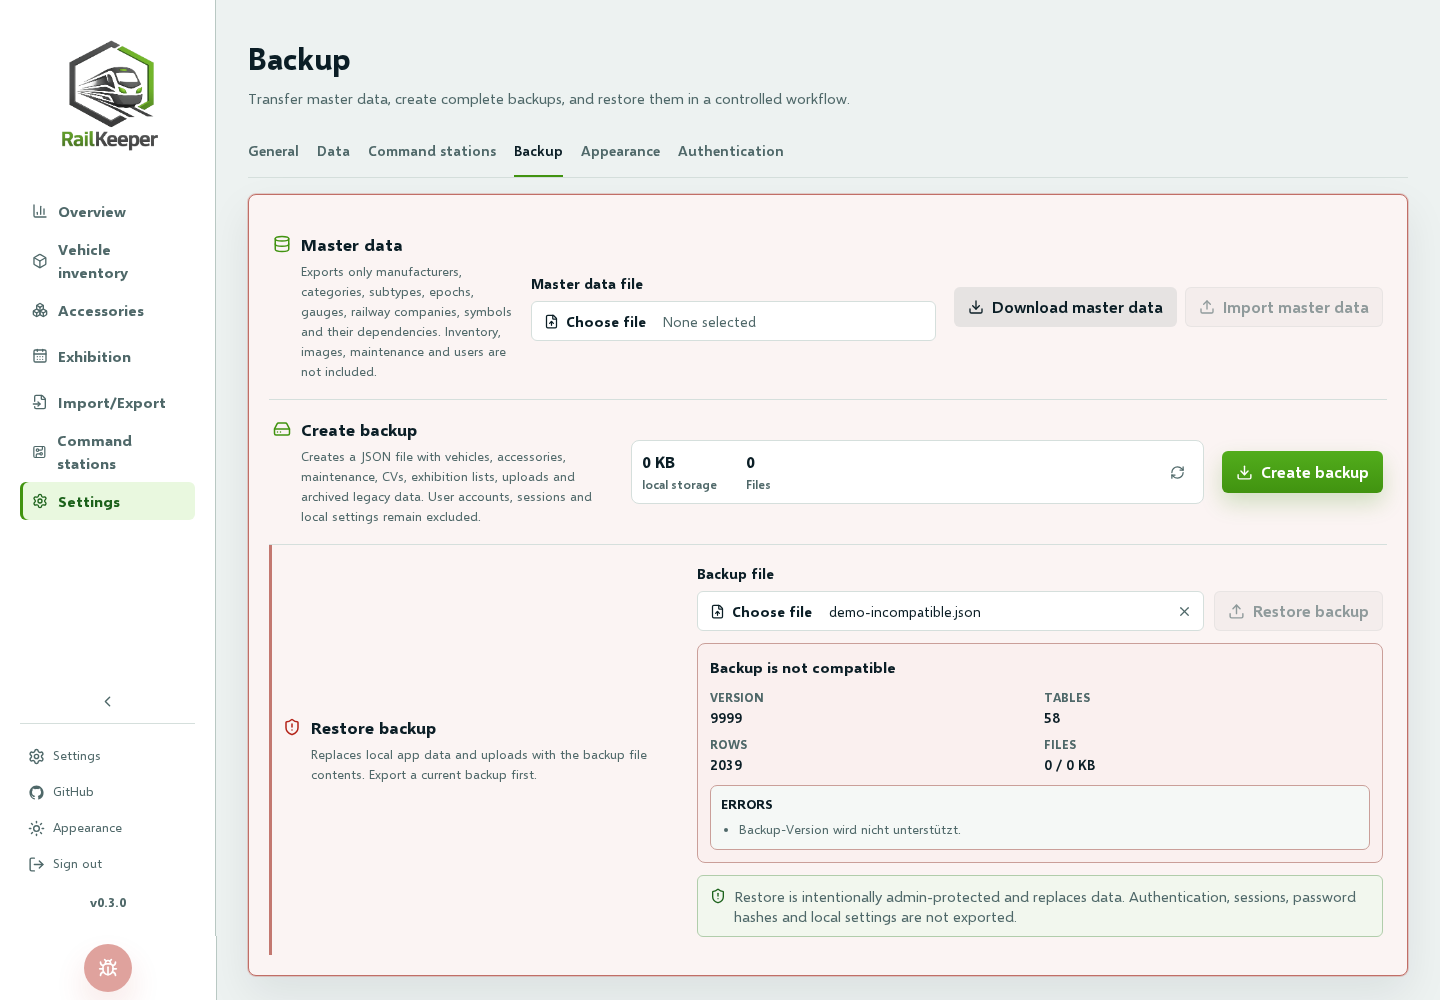 RailKeeper
Overview
Vehicle
inventory
Accessories
Exhibition
Import/Export
Command
stations
Settings
Settings
GitHub
Appearance
Sign out
v0.3.0
Backup
Transfer master data, create complete backups, and restore them in a controlled workflow.
General
Data
Command stations
Backup
Appearance
Authentication
Master data
Exports only manufacturers,
categories, subtypes, epochs,
gauges, railway companies, symbols
and their dependencies. Inventory,
images, maintenance and users are
not included.
Master data file
Choose file None selected
Download master data
Import master data
Create backup
Creates a JSON file with vehicles, accessories,
maintenance, CVs, exhibition lists, uploads and
archived legacy data. User accounts, sessions and
local settings remain excluded.
0 KB
local storage
0
Files
Create backup
Restore backup
Replaces local app data and uploads with the backup file
contents. Export a current backup first.
Backup file
Choose file demo-incompatible.json
Restore backup
Backup is not compatible
VERSION
9999
TABLES
58
ROWS
2039
FILES
0 / 0 KB
ERRORS
• Backup-Version wird nicht unterstützt.
Restore is intentionally admin-protected and replaces data. Authentication, sessions, password
hashes and local settings are not exported.